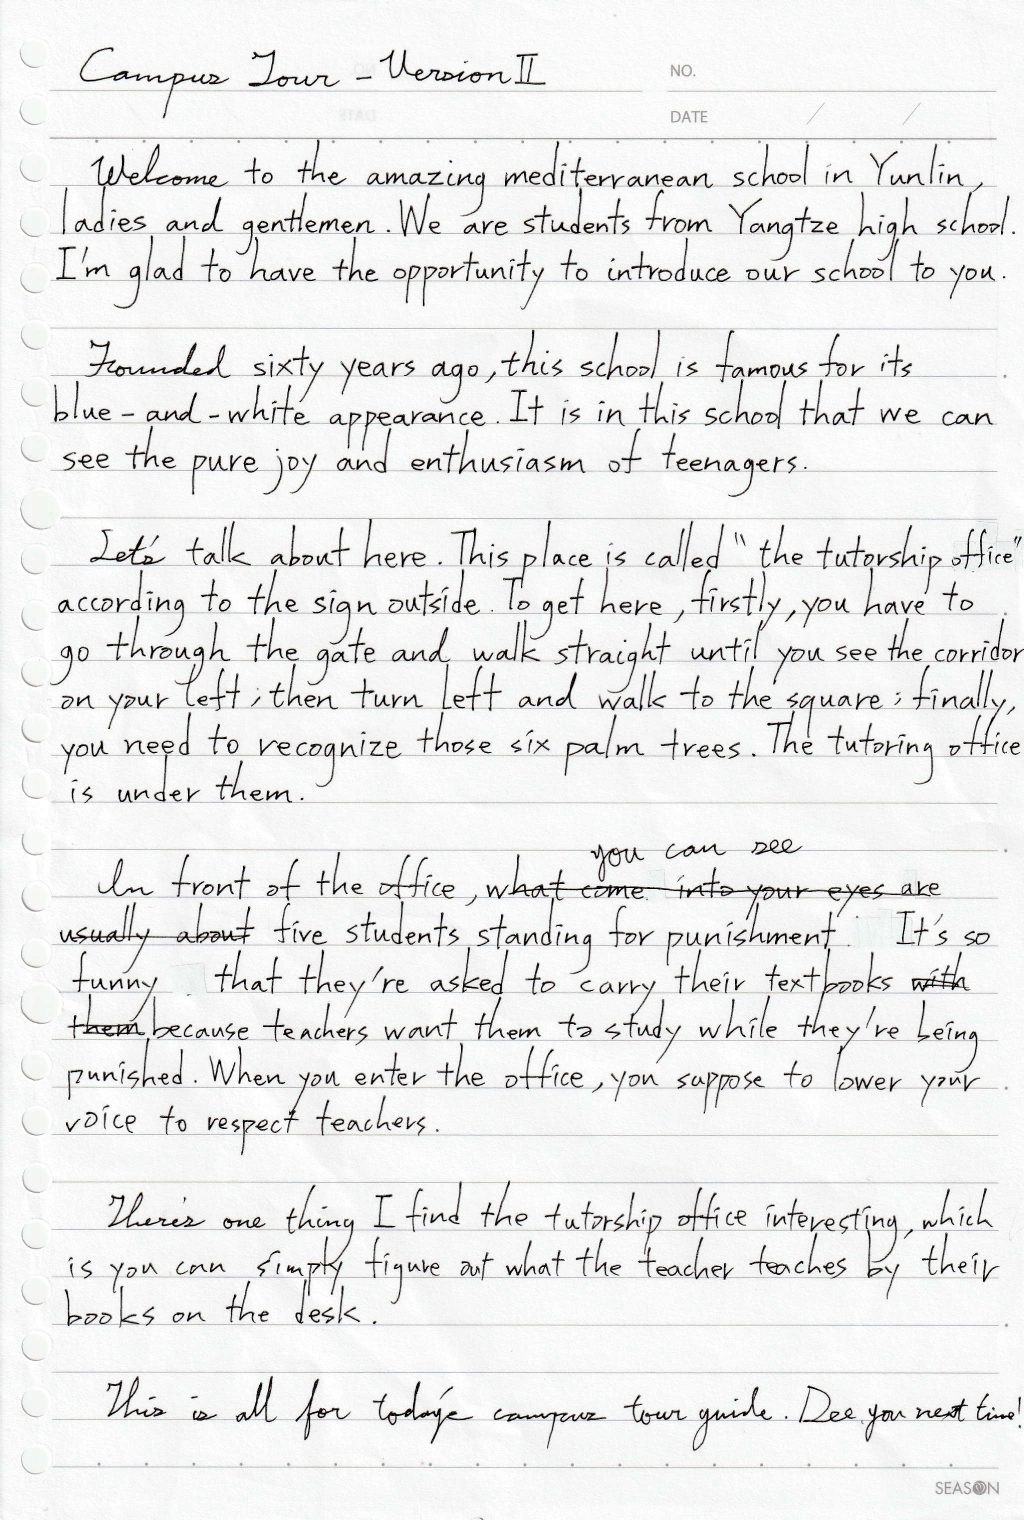 Campus Tour - Version II
NO.
DATE
Welcome to the amazing mediterranean school in Yunlin,
ladies and gentlemen. We are students from Yangtze high school.
I'm glad to have the opportunity to introduce our school to you.
Founded sixty years ago, this school is famous for its
blue-and-white appearance. It is in this school that we can
see the pure joy and enthusiasm of teenagers.
Let's talk about here. This place is called "the tutorship office"
according to the sign outside. To get here, firstly, you have to
go through the gate and walk straight until you see the corridor
on your left; then turn left and walk to the square; finally,
you need to recognize those six palm trees. The tutoring office
is under them.
you can see
In front of the office, what come into your eyes are
usually about five students standing for punishment. It's so
funny that they're asked to carry their textbooks with
them because teachers want them to study while they're being
punished. When you enter the office, you suppose to lower your
voice to respect teachers.
There's one thing I find the tutorship office interesting, which
is you can simply figure out what the teacher teaches by their
books on the desk.
This is all for today's campus tour guide. See you next time!
SEASON